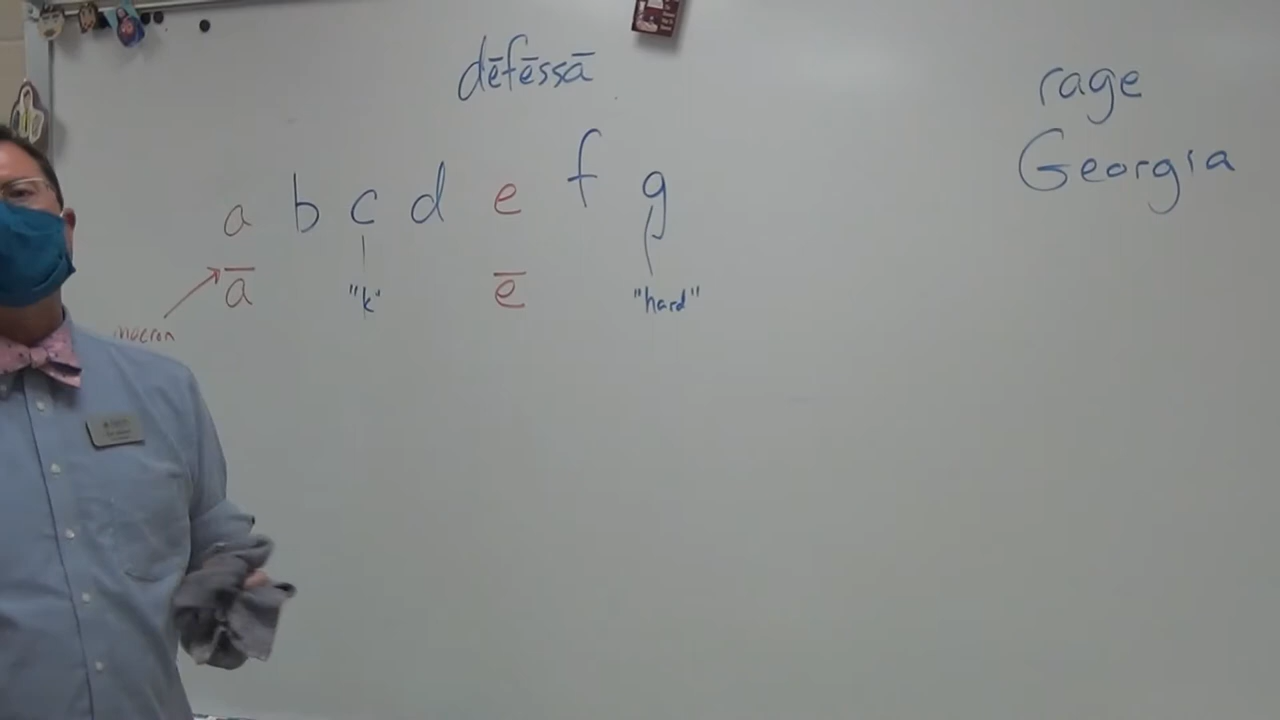 dēfēssā
rage
Georgia
a b c d e f g
ā "k" ē "hard"
macron